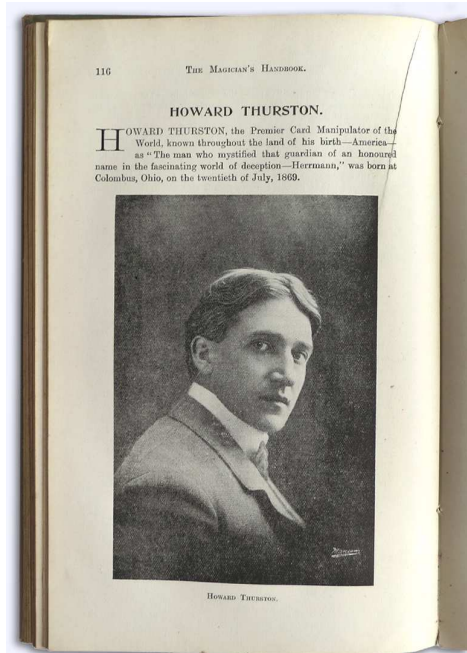 116 THE MAGICIAN'S HANDBOOK.
HOWARD THURSTON.
HOWARD THURSTON, the Premier Card Manipulator of the
World, known throughout the land of his birth—America—
as "The man who mystified that guardian of an honoured
name in the fascinating world of deception—Herrmann," was born at
Colombus, Ohio, on the twentieth of July, 1869.
HOWARD THURSTON.